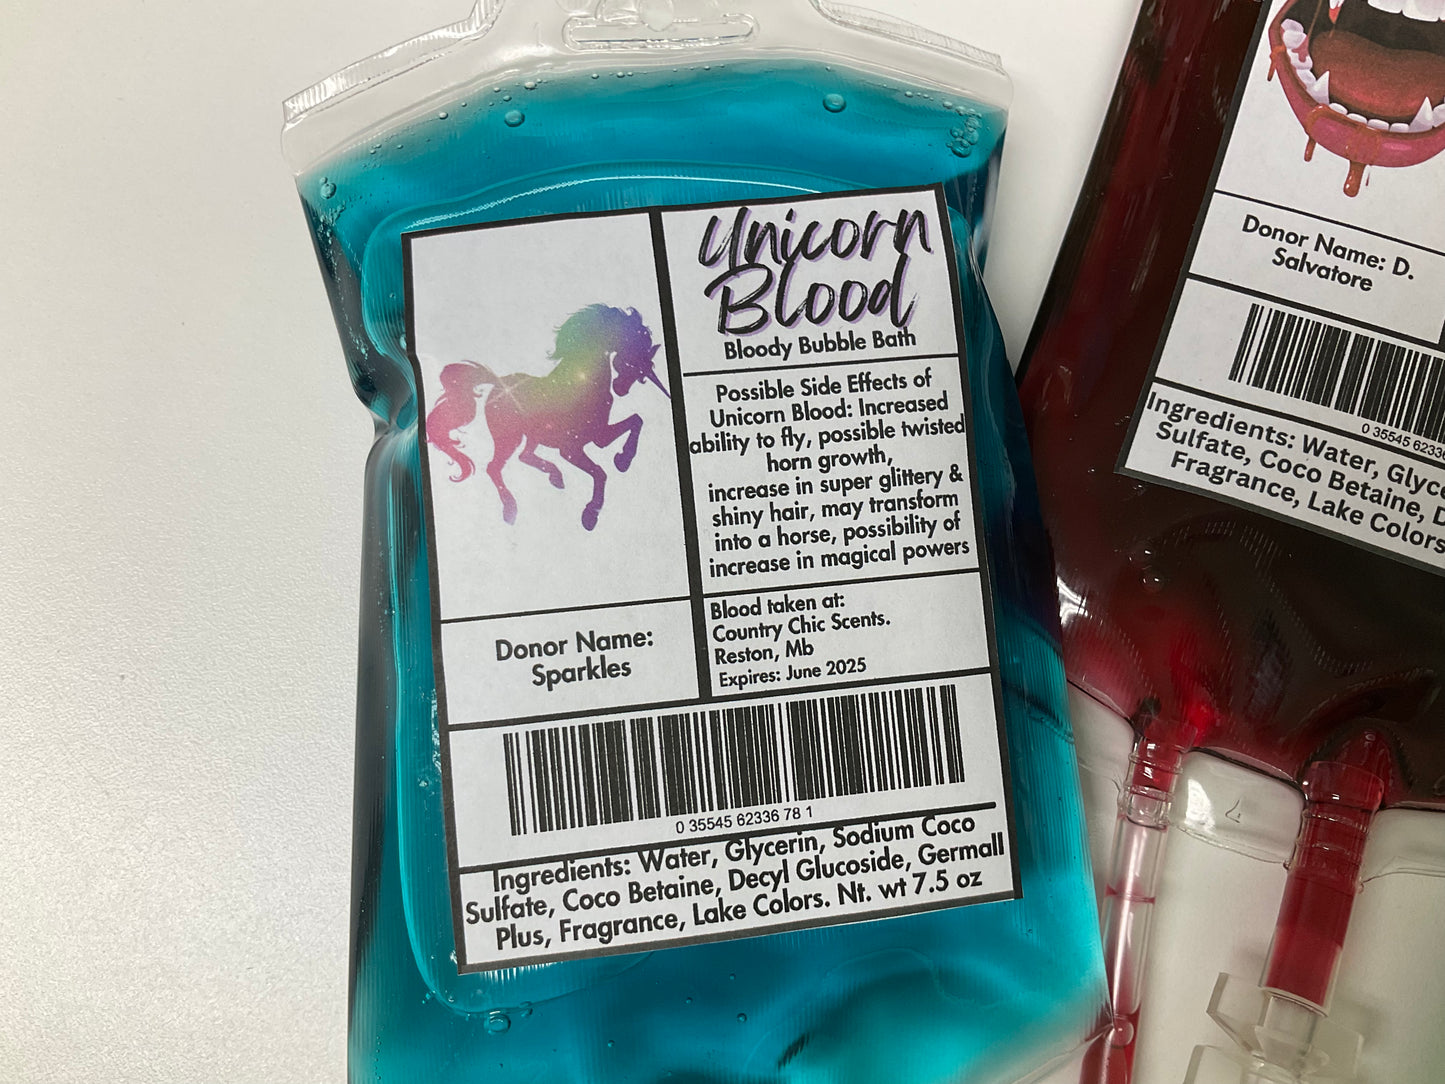 Unicorn
Blood
Bloody Bubble Bath
Possible Side Effects of
Unicorn Blood: Increased
ability to fly, possible twisted
horn growth,
increase in super glittery &
shiny hair, may transform
into a horse, possibility of
increase in magical powers
Donor Name:
Sparkles
Blood taken at:
Country Chic Scents.
Reston, Mb
Expires: June 2025
0 35545 62336 78 1
Ingredients: Water, Glycerin, Sodium Coco
Sulfate, Coco Betaine, Decyl Glucoside, Germall
Plus, Fragrance, Lake Colors. Nt. wt 7.5 oz
Donor Name: D.
Salvatore
0 35545 6233
Ingredients: Water,
Sulfate, Coco Betaine,
Fragrance, Lake Colors